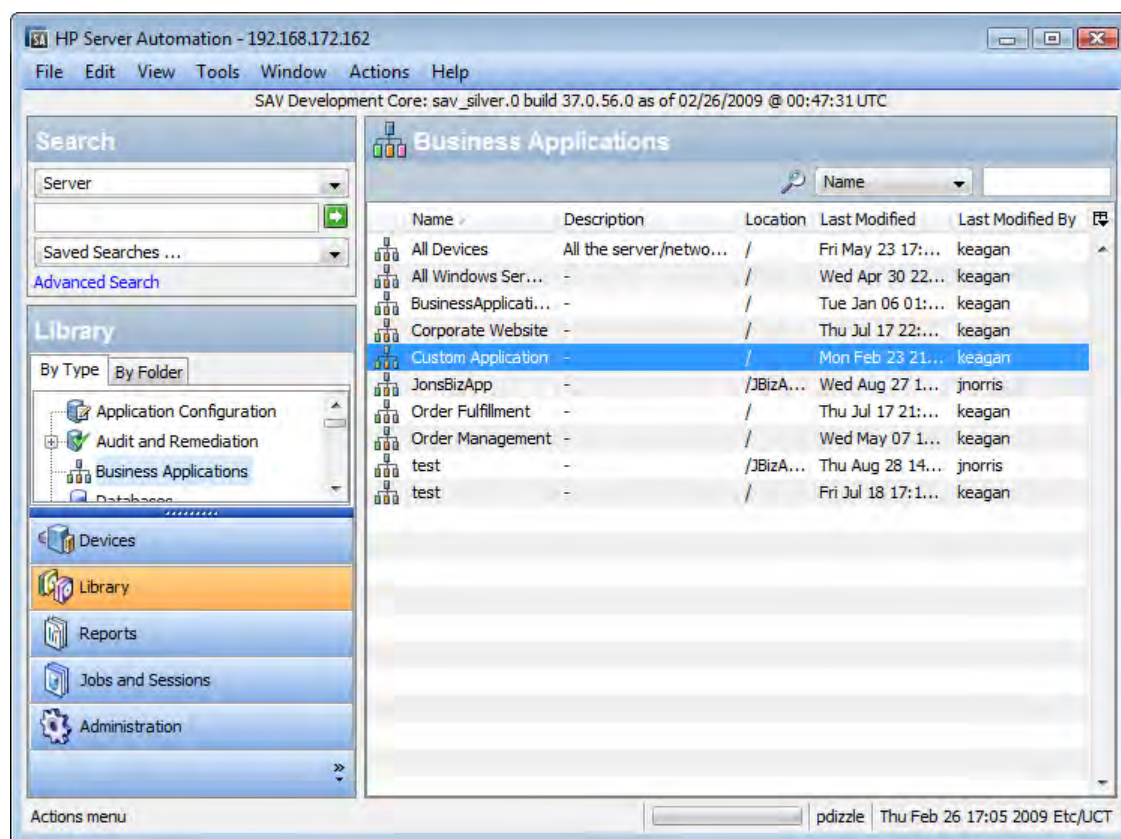 HP Server Automation - 192.168.172.162
File Edit View Tools Window Actions Help
SAV Development Core: sav_silver.0 build 37.0.56.0 as of 02/26/2009 @ 00:47:31 UTC
Search
Server
Saved Searches ...
Advanced Search
Library
By Type By Folder
Application Configuration
Audit and Remediation
Business Applications
Databases
Devices
Library
Reports
Jobs and Sessions
Administration
Business Applications
Name
Name Description Location Last Modified Last Modified By
All Devices All the server/netwo... / Fri May 23 17:... keagan
All Windows Ser... - / Wed Apr 30 22... keagan
BusinessApplicati... - / Tue Jan 06 01:... keagan
Corporate Website - / Thu Jul 17 22:... keagan
Custom Application - / Mon Feb 23 21... keagan
JonsBizApp - /JBizA... Wed Aug 27 1... jnorris
Order Fulfillment - / Thu Jul 17 21:... keagan
Order Management - / Wed May 07 1... keagan
test - /JBizA... Thu Aug 28 14... jnorris
test - / Fri Jul 18 17:1... keagan
Actions menu
pdizzle Thu Feb 26 17:05 2009 Etc/UCT